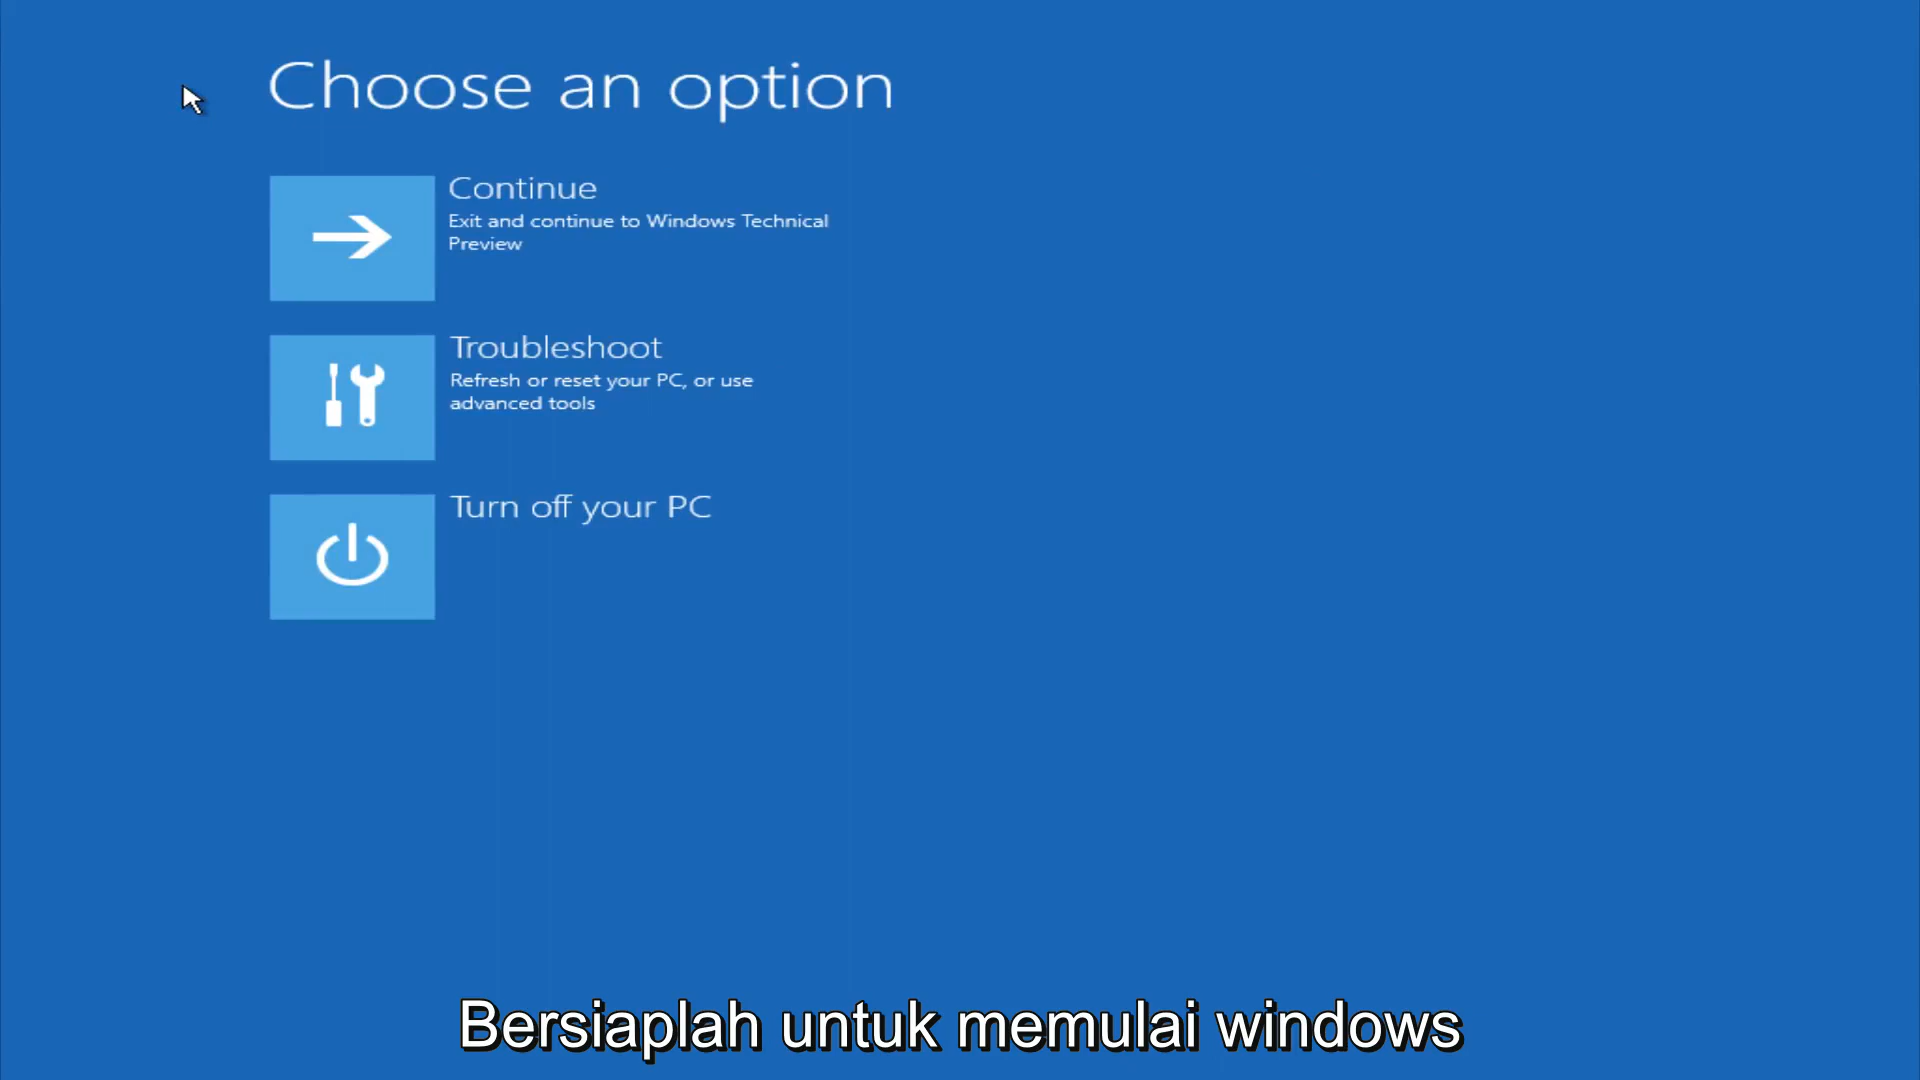 Choose an option
Continue
Exit and continue to Windows Technical
Preview
Troubleshoot
Refresh or reset your PC, or use
advanced tools
Turn off your PC
Bersiaplah untuk memulai windows